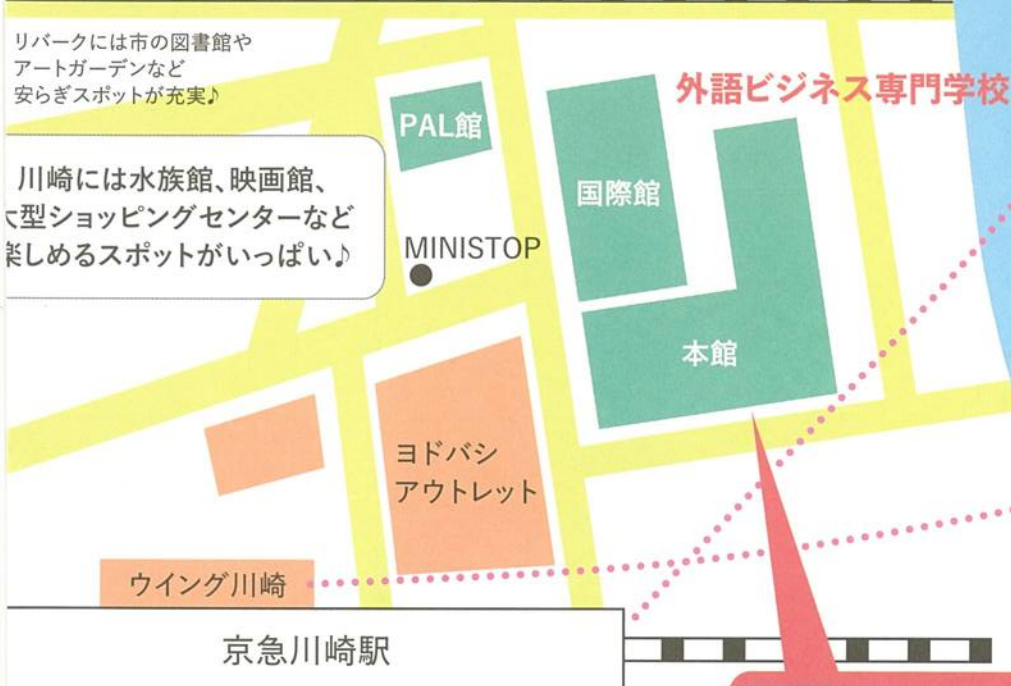 リバークには市の図書館や
アートガーデンなど
安らぎスポットが充実♪
川崎には水族館、映画館、
大型ショッピングセンターなど
楽しめるスポットがいっぱい♪
PAL館
MINISTOP
外語ビジネス専門学校
国際館
本館
ヨドバシ
アウトレット
ウイング川崎
京急川崎駅